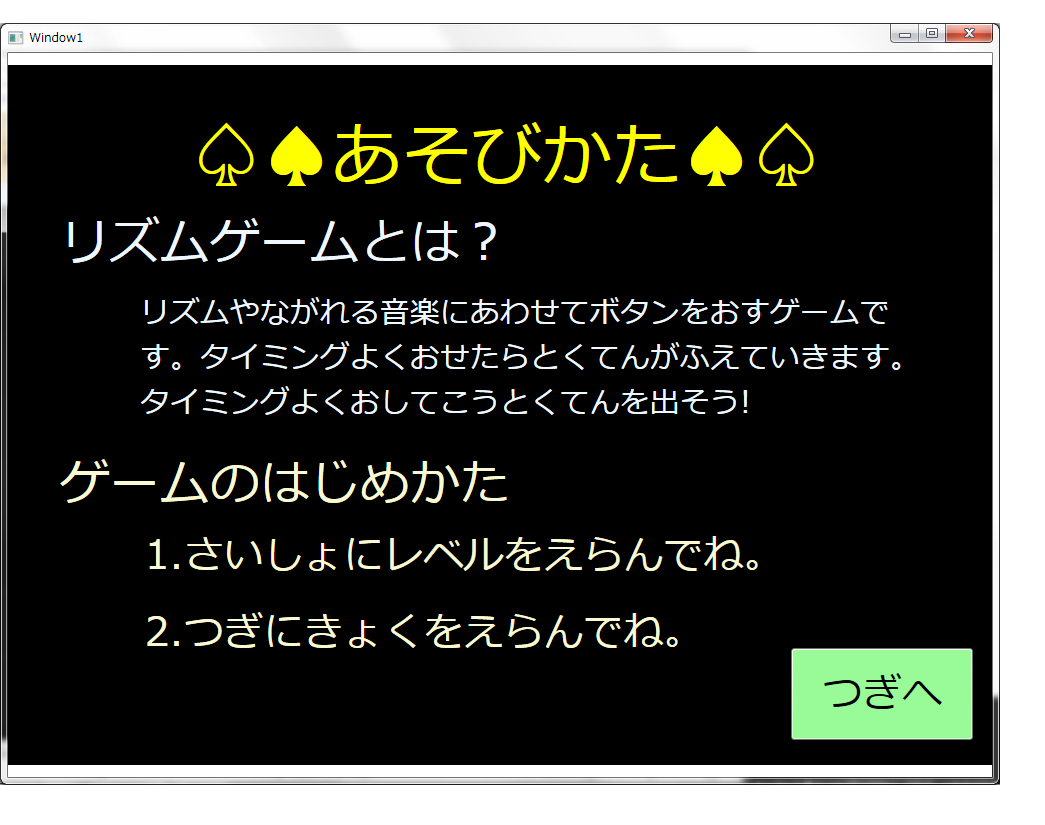 Window1
♤♠あそびかた♠♤
リズムゲームとは？
リズムやながれる音楽にあわせてボタンをおすゲームで
す。タイミングよくおせたらとくてんがふえていきます。
タイミングよくおしてこうとくてんを出そう!
ゲームのはじめかた
1.さいしょにレベルをえらんでね。
2.つぎにきょくをえらんでね。
つぎへ